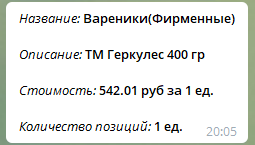 Название: Вареники(Фирменные)
Описание: ТМ Геркулес 400 гр
Стоимость: 542.01 руб за 1 ед.
Количество позиций: 1 ед.
20:05